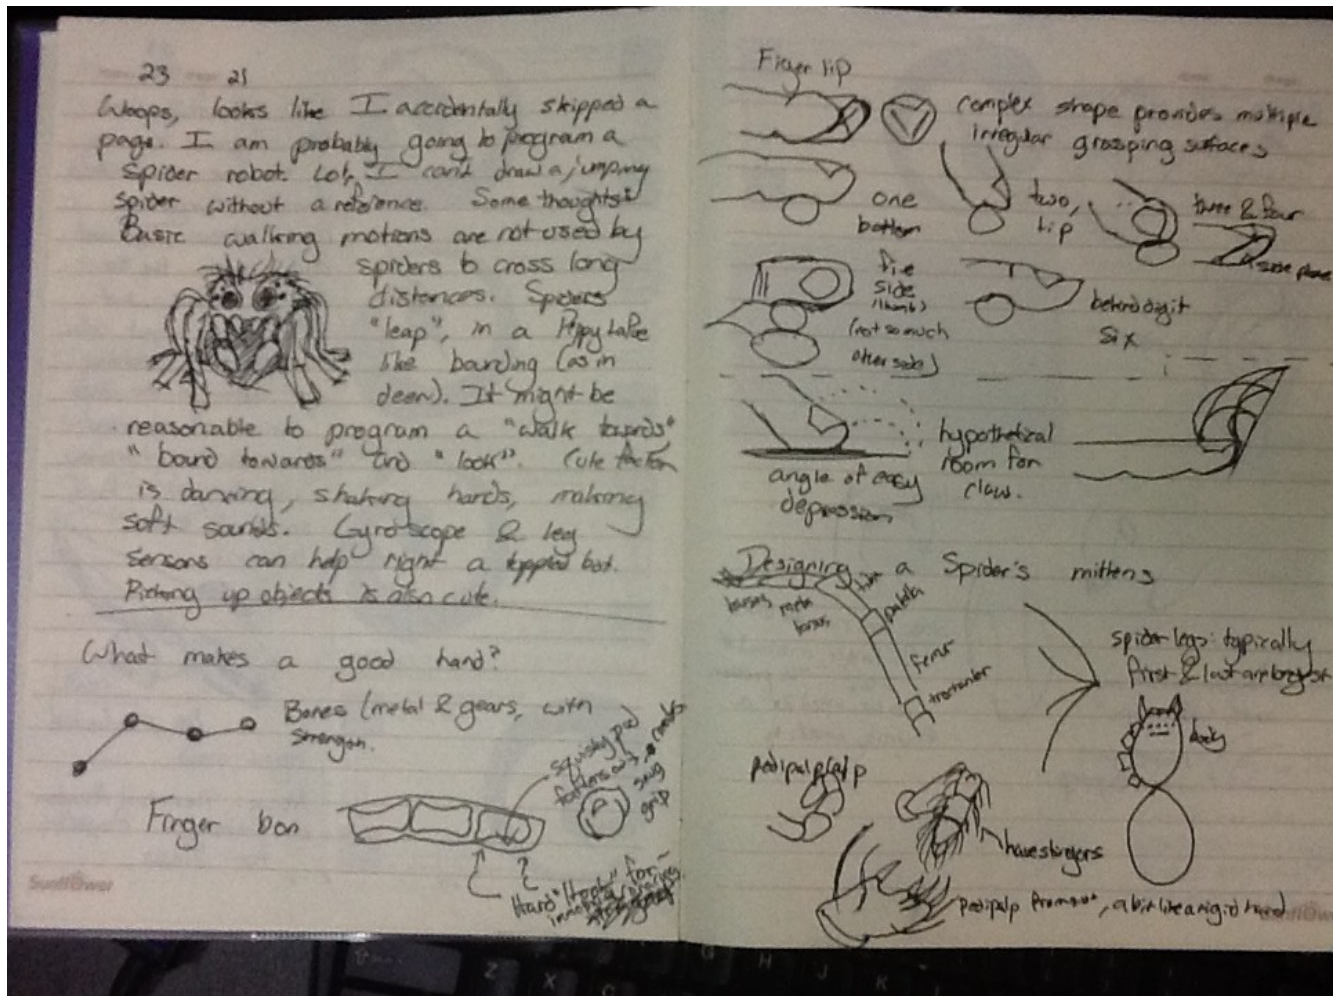 23 21
Woops, looks like I accidentally skipped a
page. I am probably going to program a
spider robot. Lol, I can't draw a jumping
spider without a reference. Some thoughts:
Basic walking motions are not used by
spiders to cross long
distances. Spiders
"leap", in a
like bounding (as in
deer). It might be
reasonable to program a "walk towards"
"bound towards" and "look". Cute factor
is dancing, shaking hands, making
soft sounds. Gyroscope & leg
sensors can help right a toppled bot.
Picking up objects is also cute.
What makes a good hand?
Bones (metal & gears, with
strength.
squishy pad
snug
grip
Finger bon
Hard "Hook" for
Sunflower
Finger tip
complex shape provides multiple
irregular grasping surfaces
one
bottom
two,
tip
three & four
same plane
five
side
(thumb)
(not so much
other side)
behind digit
six
hypothetical
room for
claw.
angle of easy
depression
Designing a Spider's mittens
tarsus
meta
tarsus
tibia
patella
femur
trochanter
spider legs: typically
first & last are longest
body
pedipalp
have stingers
pedipalp , a bit like a rigid hand
Z X C G H J K